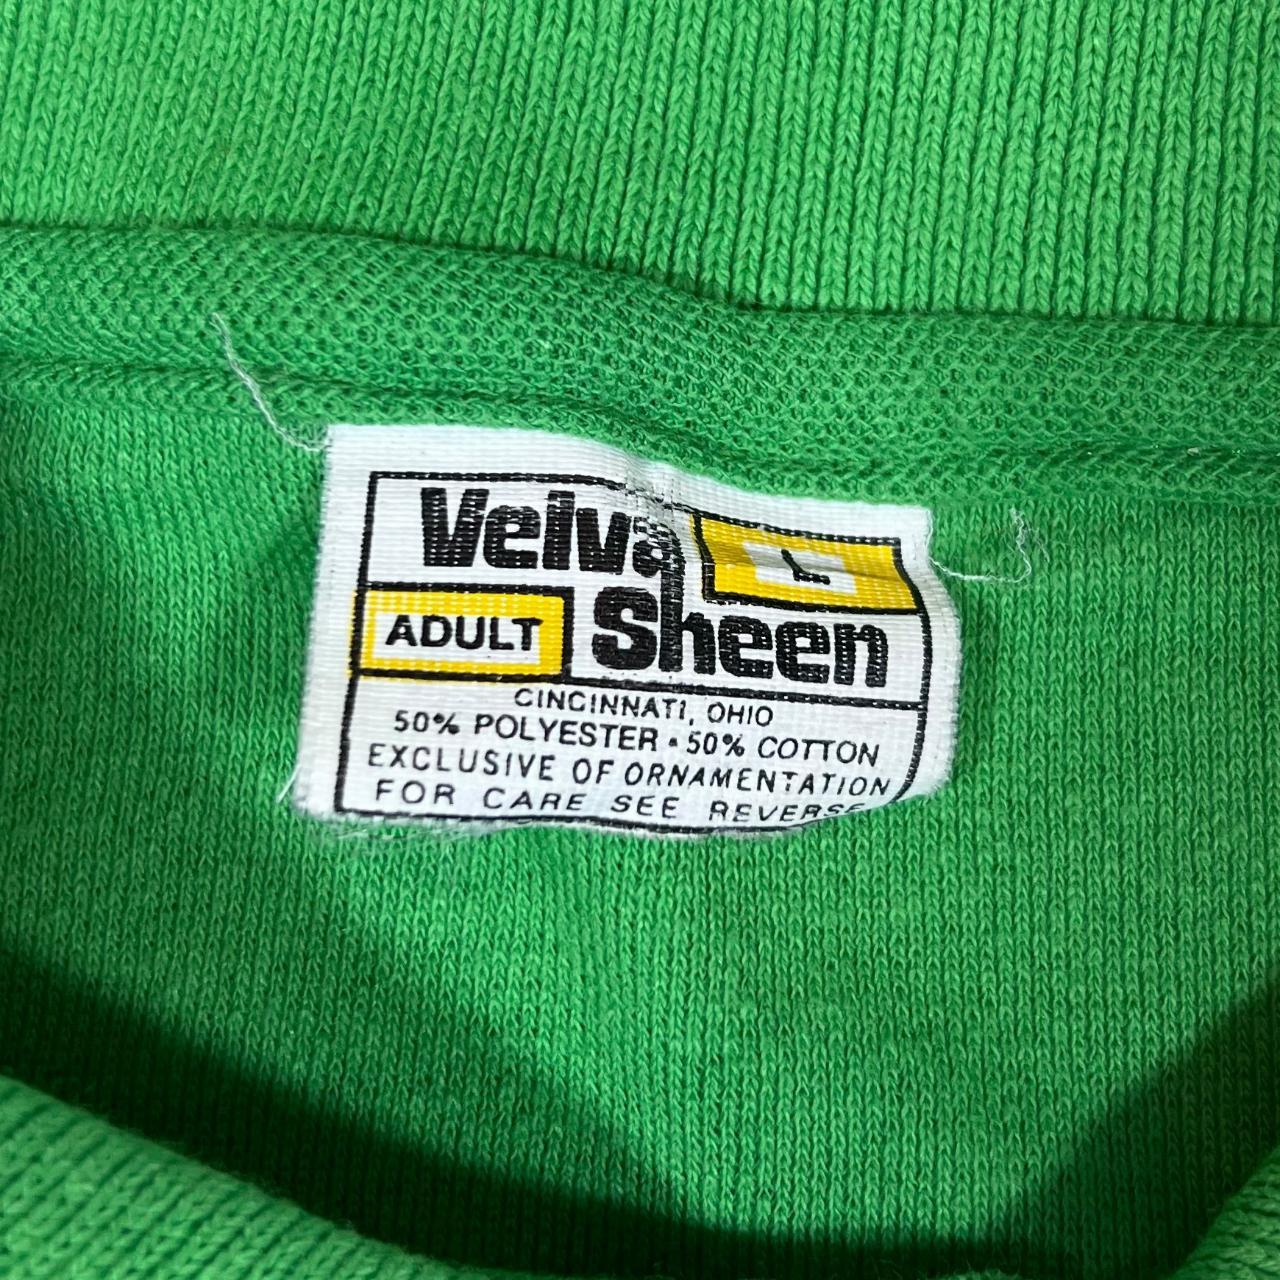 Velva
L
ADULT
Sheen
CINCINNATI, OHIO
50% POLYESTER • 50% COTTON
EXCLUSIVE OF ORNAMENTATION
FOR CARE SEE REVERSE